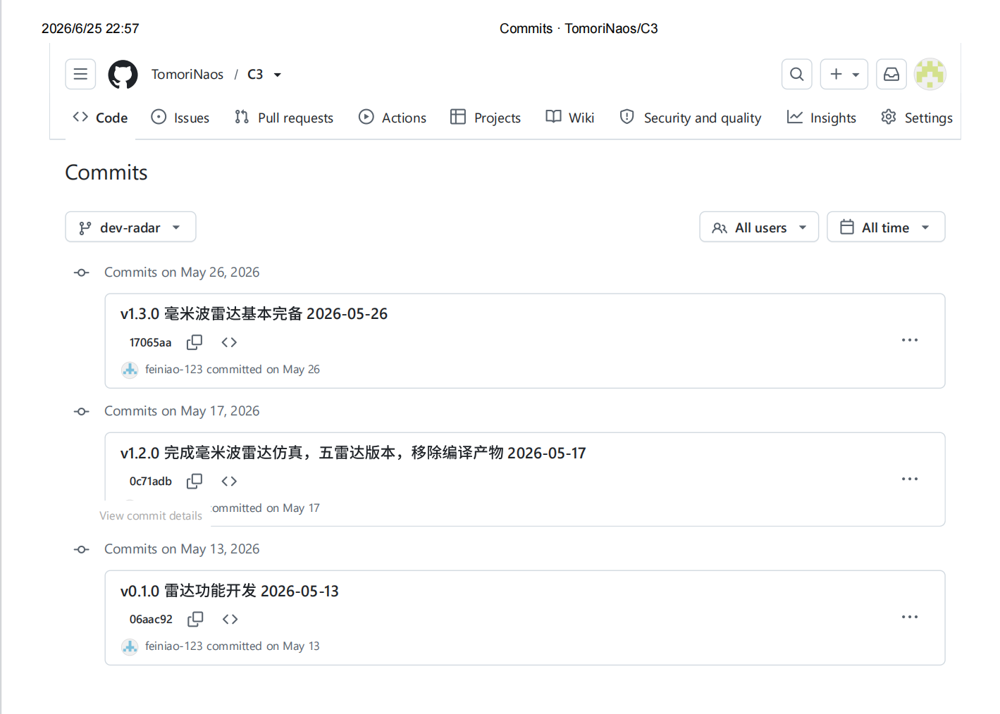 2026/6/25 22:57
Commits · TomoriNaos/C3
TomoriNaos / C3
Code Issues Pull requests Actions Projects Wiki Security and quality Insights Settings
Commits
dev-radar All users All time
Commits on May 26, 2026
v1.3.0 毫米波雷达基本完备 2026-05-26
17065aa
feiniao-123 committed on May 26
Commits on May 17, 2026
v1.2.0 完成毫米波雷达仿真，五雷达版本，移除编译产物 2026-05-17
0c71adb
ommitted on May 17
View commit details
Commits on May 13, 2026
v0.1.0 雷达功能开发 2026-05-13
06aac92
feiniao-123 committed on May 13